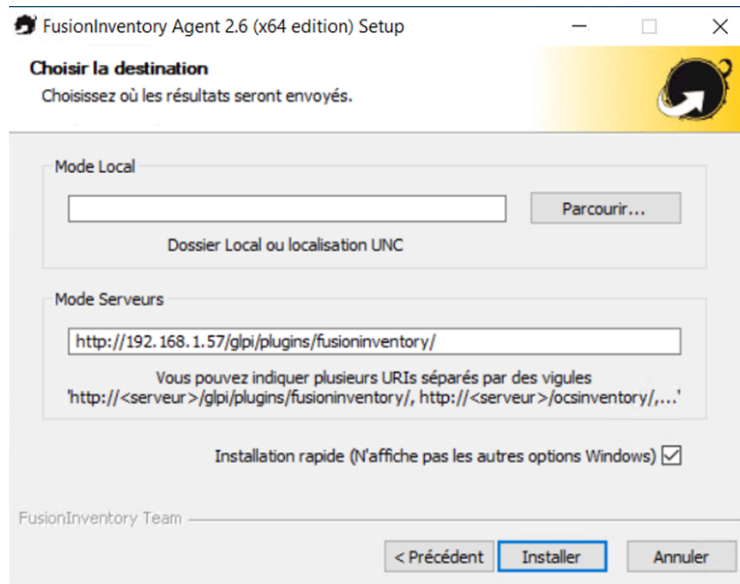 FusionInventory Agent 2.6 (x64 edition) Setup
Choisir la destination
Choisissez où les résultats seront envoyés.
Mode Local
Parcourir...
Dossier Local ou localisation UNC
Mode Serveurs
http://192.168.1.57/glpi/plugins/fusioninventory/
Vous pouvez indiquer plusieurs URIs séparés par des vigules
'http://<serveur>/glpi/plugins/fusioninventory/, http://<serveur>/ocsinventory/,...'
Installation rapide (N'affiche pas les autres options Windows)
FusionInventory Team
< Précédent Installer Annuler